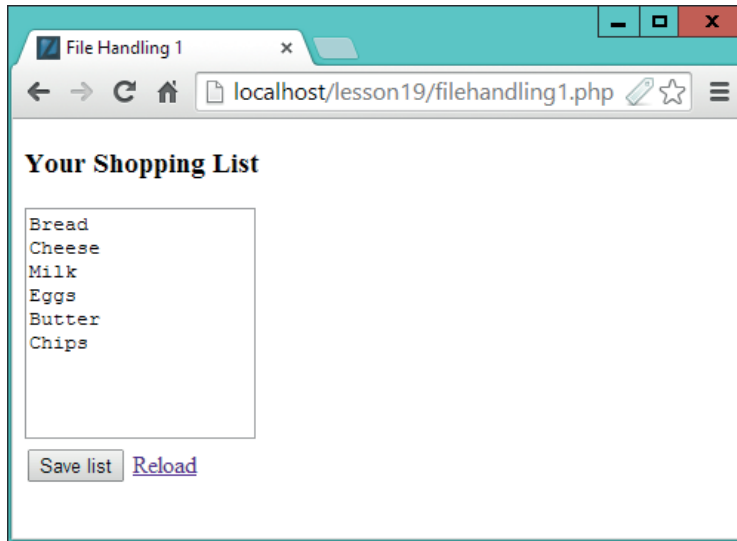 File Handling 1
localhost/lesson19/filehandling1.php
Your Shopping List
Bread
Cheese
Milk
Eggs
Butter
Chips
Save list Reload